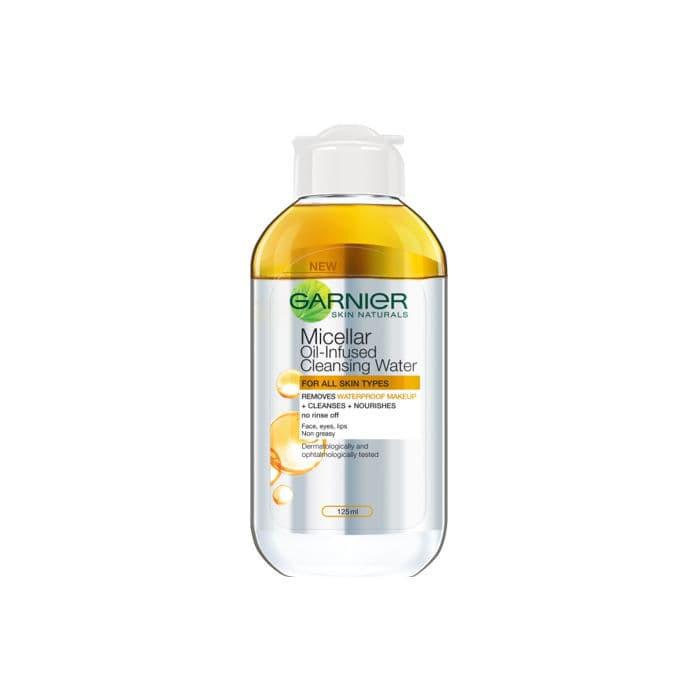 NEW
GARNIER
SKIN NATURALS
Micellar
Oil-Infused
Cleansing Water
FOR ALL SKIN TYPES
REMOVES WATERPROOF MAKEUP
+ CLEANSES + NOURISHES
no rinse off
Face, eyes, lips
Non greasy
Dermatologically and
ophtalmologically tested
125ml